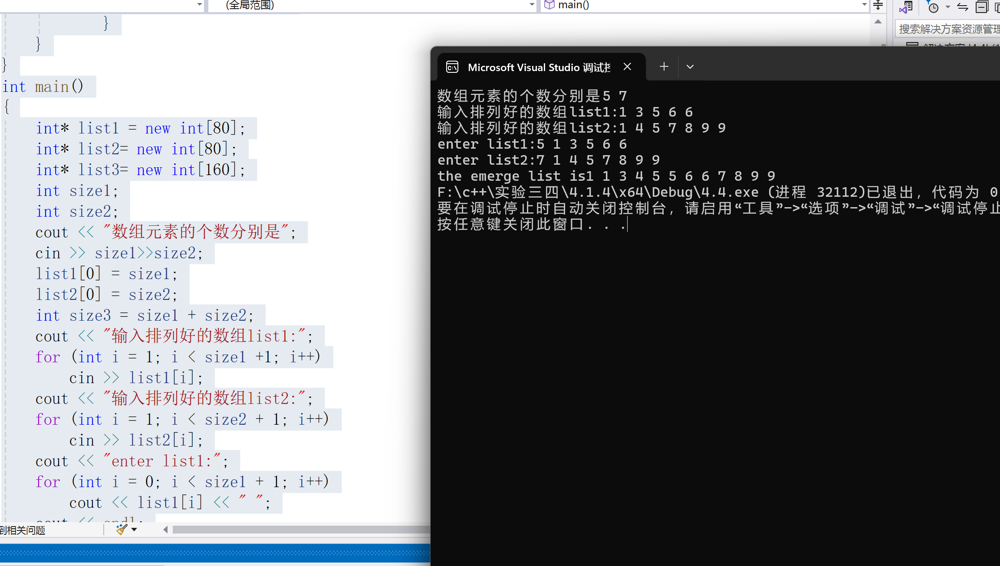 (全局范围)
main()
搜索解决方案资源管理
}
}
}
int main()
{
int* list1 = new int[80];
int* list2= new int[80];
int* list3= new int[160];
int size1;
int size2;
cout << "数组元素的个数分别是";
cin >> size1>>size2;
list1[0] = size1;
list2[0] = size2;
int size3 = size1 + size2;
cout << "输入排列好的数组list1:";
for (int i = 1; i < size1 +1; i++)
cin >> list1[i];
cout << "输入排列好的数组list2:";
for (int i = 1; i < size2 + 1; i++)
cin >> list2[i];
cout << "enter list1:";
for (int i = 0; i < size1 + 1; i++)
cout << list1[i] << " ";
cout << endl;
到相关问题
Microsoft Visual Studio 调试控
数组元素的个数分别是5 7
输入排列好的数组list1:1 3 5 6 6
输入排列好的数组list2:1 4 5 7 8 9 9
enter list1:5 1 3 5 6 6
enter list2:7 1 4 5 7 8 9 9
the emerge list is1 1 3 4 5 5 6 6 7 8 9 9
F:\c++\实验三四\4.1.4\x64\Debug\4.4.exe (进程 32112)已退出，代码为 0
要在调试停止时自动关闭控制台，请启用“工具”->“选项”->“调试”->“调试停止
按任意键关闭此窗口. . .